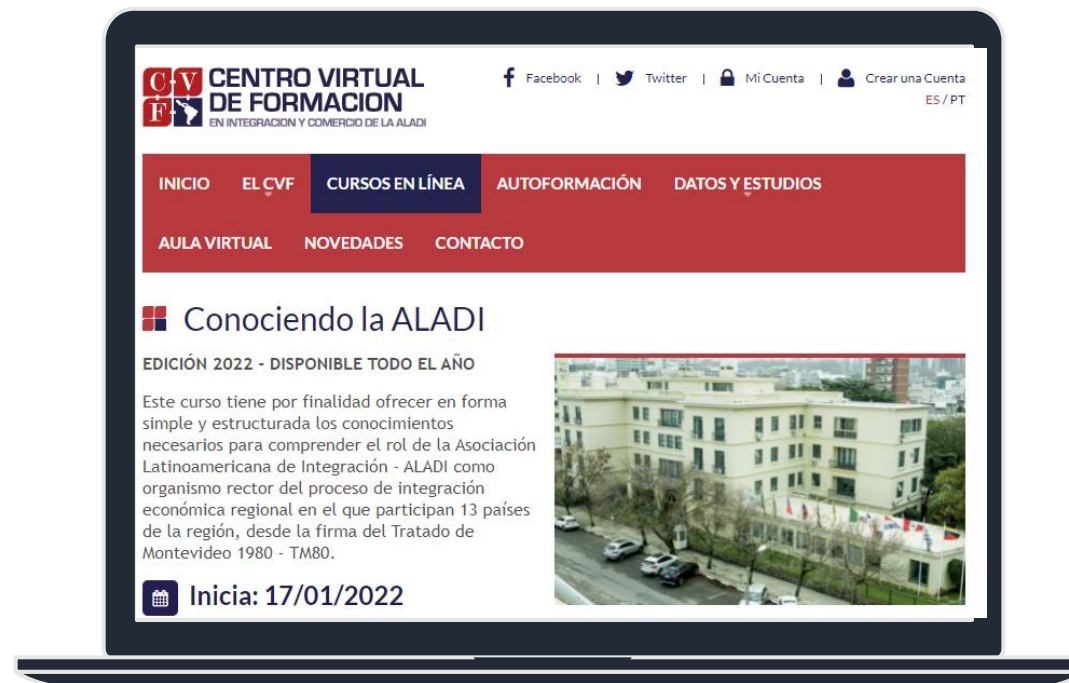 CVF
CENTRO VIRTUAL
DE FORMACION
EN INTEGRACION Y COMERCIO DE LA ALADI
Facebook | Twitter | Mi Cuenta | Crear una Cuenta
ES / PT
INICIO EL CVF CURSOS EN LÍNEA AUTOFORMACIÓN DATOS Y ESTUDIOS
AULA VIRTUAL NOVEDADES CONTACTO
Conociendo la ALADI
EDICIÓN 2022 - DISPONIBLE TODO EL AÑO
Este curso tiene por finalidad ofrecer en forma
simple y estructurada los conocimientos
necesarios para comprender el rol de la Asociación
Latinoamericana de Integración - ALADI como
organismo rector del proceso de integración
económica regional en el que participan 13 países
de la región, desde la firma del Tratado de
Montevideo 1980 - TM80.
Inicia: 17/01/2022